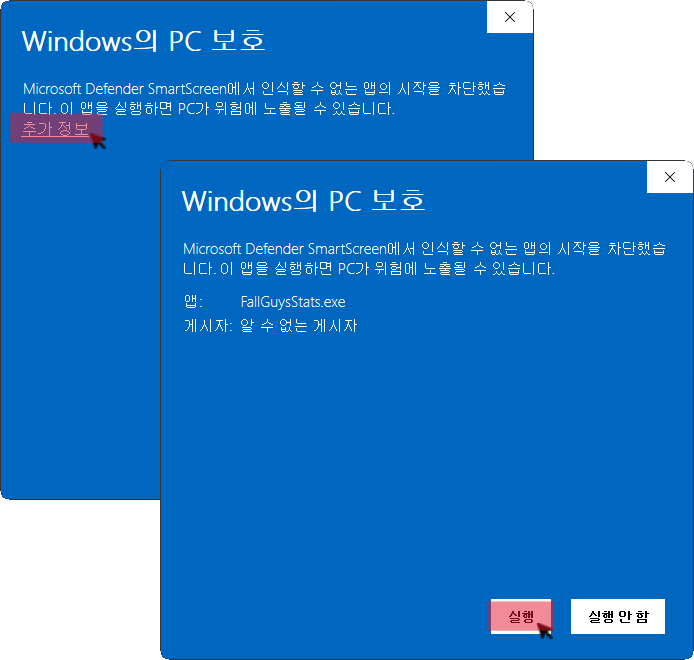 Windows의 PC 보호
Microsoft Defender SmartScreen에서 인식할 수 없는 앱의 시작을 차단했습
니다. 이 앱을 실행하면 PC가 위험에 노출될 수 있습니다.
추가 정보
Windows의 PC 보호
Microsoft Defender SmartScreen에서 인식할 수 없는 앱의 시작을 차단했습
니다. 이 앱을 실행하면 PC가 위험에 노출될 수 있습니다.
앱: FallGuysStats.exe
게시자: 알 수 없는 게시자
실행 실행 안 함